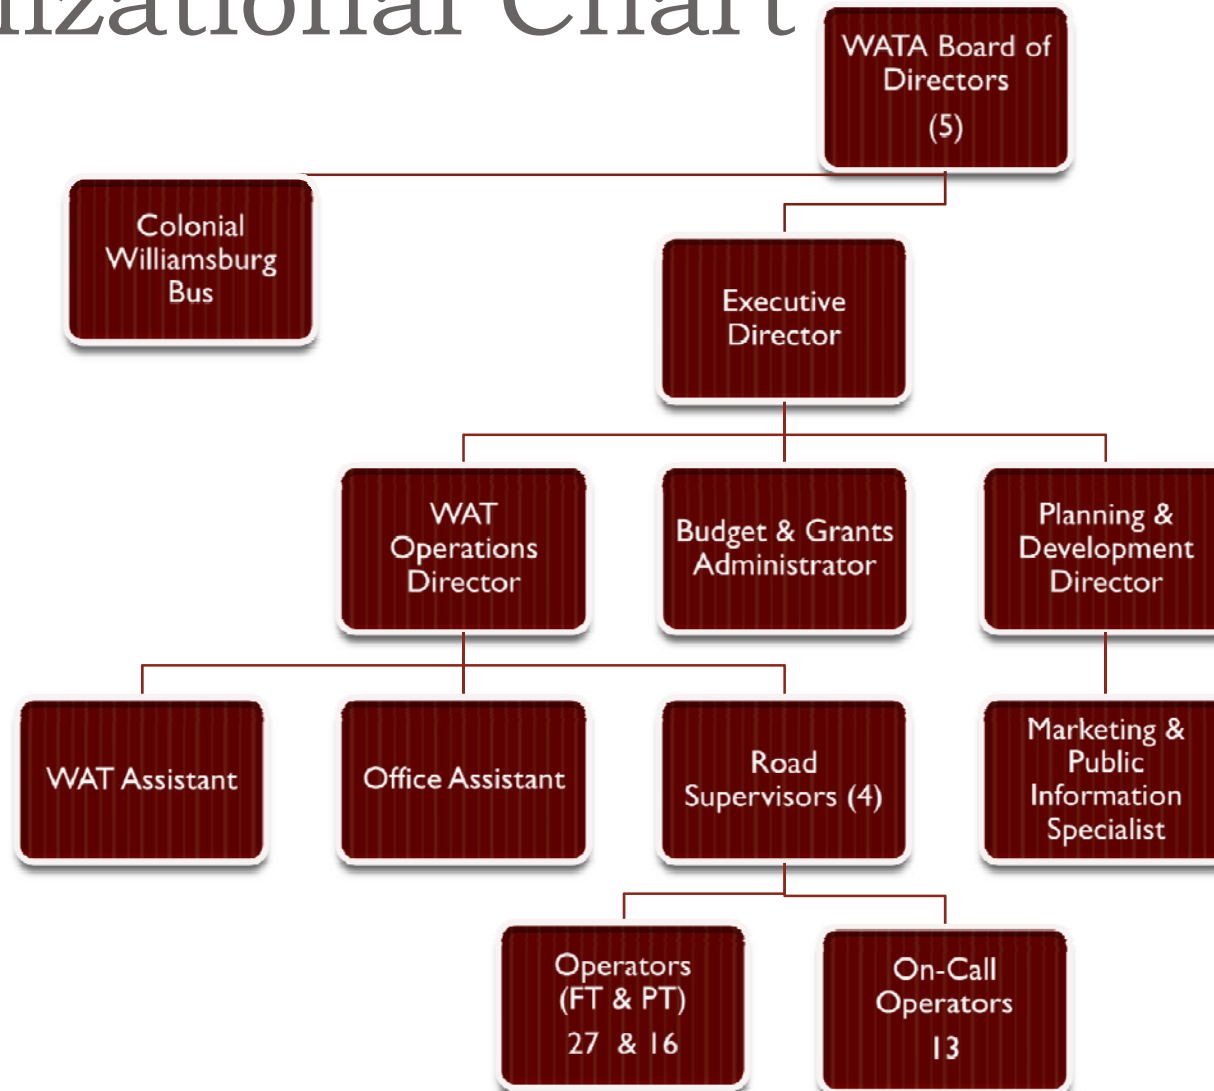 nizational Chart
WATA Board of
Directors
(5)
Colonial
Williamsburg
Bus
Executive
Director
WAT
Operations
Director
Budget & Grants
Administrator
Planning &
Development
Director
WAT Assistant
Office Assistant
Road
Supervisors (4)
Marketing &
Public
Information
Specialist
Operators
(FT & PT)
27 & 16
On-Call
Operators
13